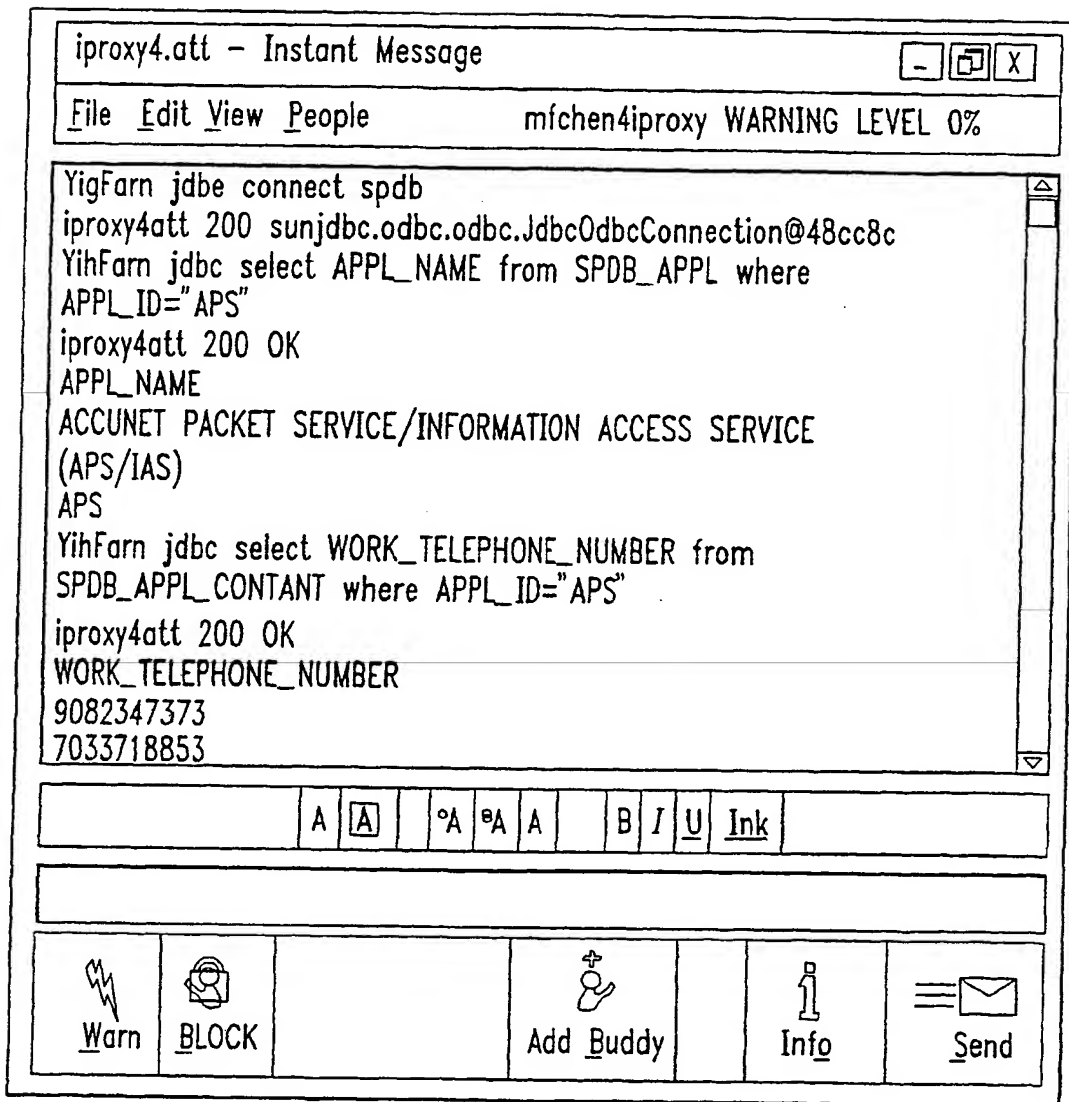 iproxy4.att – Instant Message
_ X
File Edit View People mfchen4iproxy WARNING LEVEL 0%
YigFarn jdbe connect spdb
iproxy4att 200 sunjdbc.odbc.odbc.JdbcOdbcConnection@48cc8c
YihFarn jdbc select APPL_NAME from SPDB_APPL where
APPL_ID="APS"
iproxy4att 200 OK
APPL_NAME
ACCUNET PACKET SERVICE/INFORMATION ACCESS SERVICE
(APS/IAS)
APS
YihFarn jdbc select WORK_TELEPHONE_NUMBER from
SPDB_APPL_CONTANT where APPL_ID="APS"
iproxy4att 200 OK
WORK_TELEPHONE_NUMBER
9082347373
7033718853
A A °A ᴮA A B I U Ink
Warn BLOCK Add Buddy Info Send